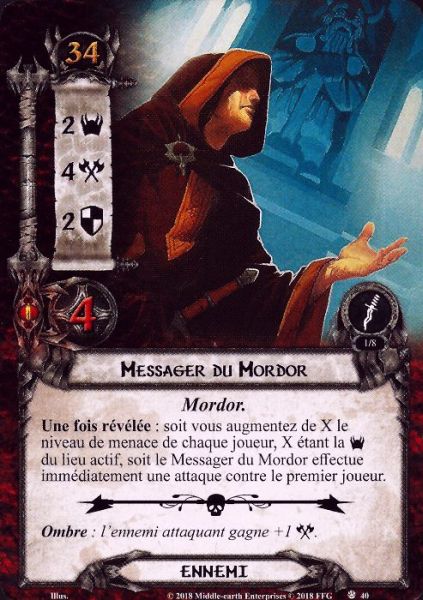 34
2
4
2
4
1/8
Messager du Mordor
Mordor.
Une fois révélée : soit vous augmentez de X le
niveau de menace de chaque joueur, X étant la
du lieu actif, soit le Messager du Mordor effectue
immédiatement une attaque contre le premier joueur.
Ombre : l'ennemi attaquant gagne +1 .
ENNEMI
Illus. © 2018 Middle-earth Enterprises © 2018 FFG 40